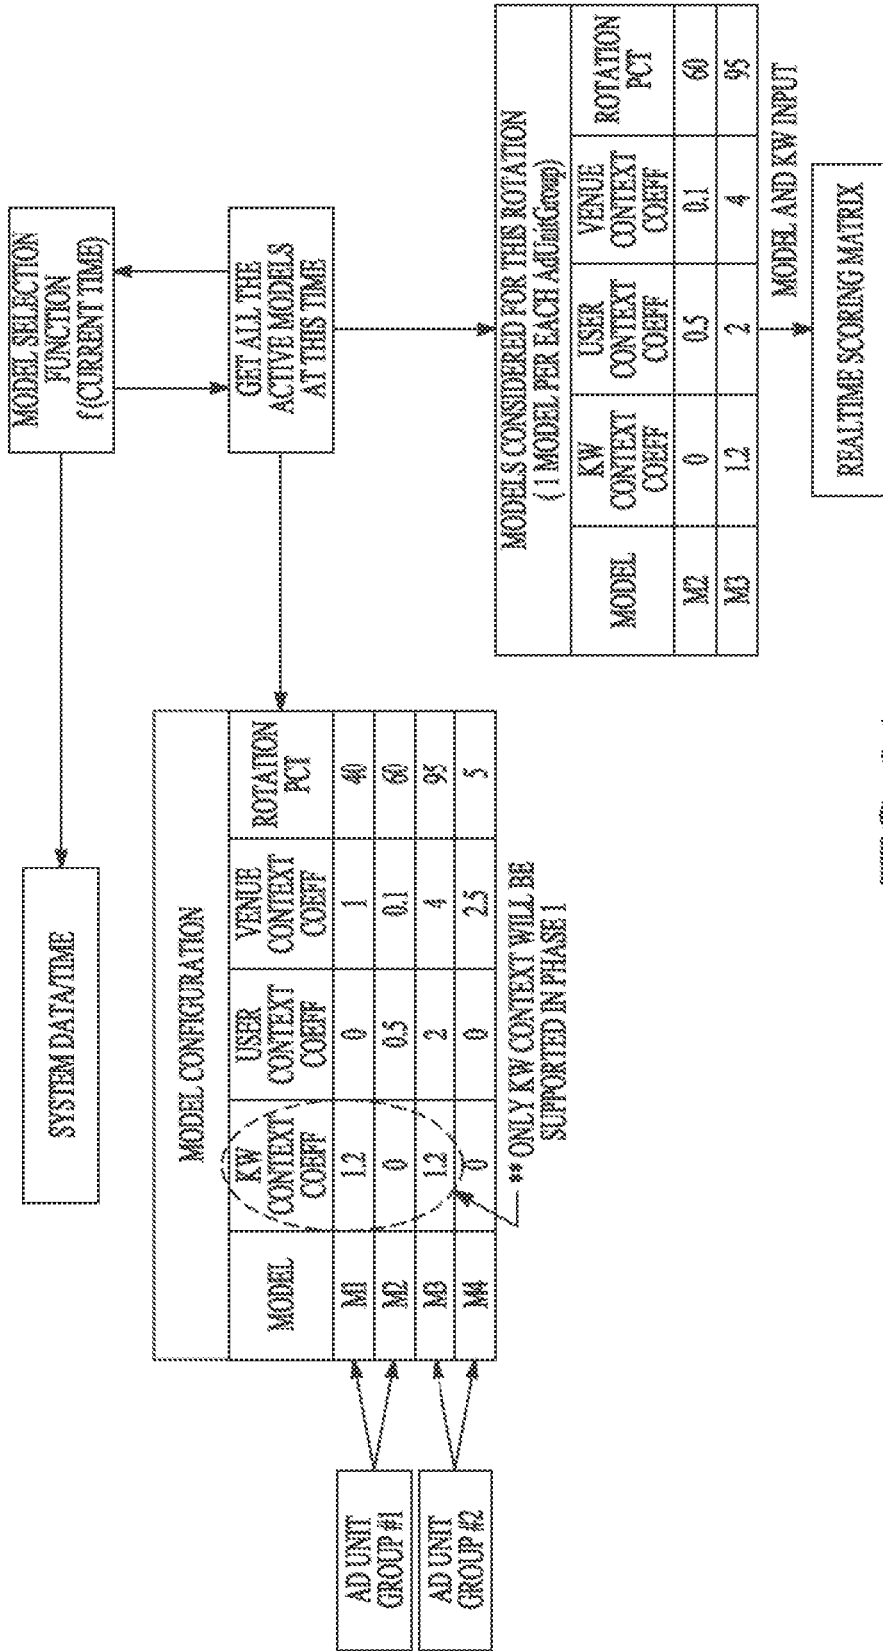 SYSTEM DATA/TIME
MODEL SELECTION
FUNCTION
f (CURRENT TIME)
MODEL CONFIGURATION
MODEL
KW
CONTEXT
COEFF
USER
CONTEXT
COEFF
VENUE
CONTEXT
COEFF
ROTATION
PCT
M1 1.2 0 1 40
M2 0 0.5 0.1 60
M3 1.2 2 4 95
M4 0 0 2.5 5
AD UNIT
GROUP #1
AD UNIT
GROUP #2
** ONLY KW CONTEXT WILL BE
SUPPORTED IN PHASE 1
GET ALL THE
ACTIVE MODELS
AT THIS TIME
MODELS CONSIDERED FOR THIS ROTATION
( 1 MODEL PER EACH AdUnitGroup)
MODEL
KW
CONTEXT
COEFF
USER
CONTEXT
COEFF
VENUE
CONTEXT
COEFF
ROTATION
PCT
M2 0 0.5 0.1 60
M3 1.2 2 4 95
MODEL AND KW INPUT
REALTIME SCORING MATRIX